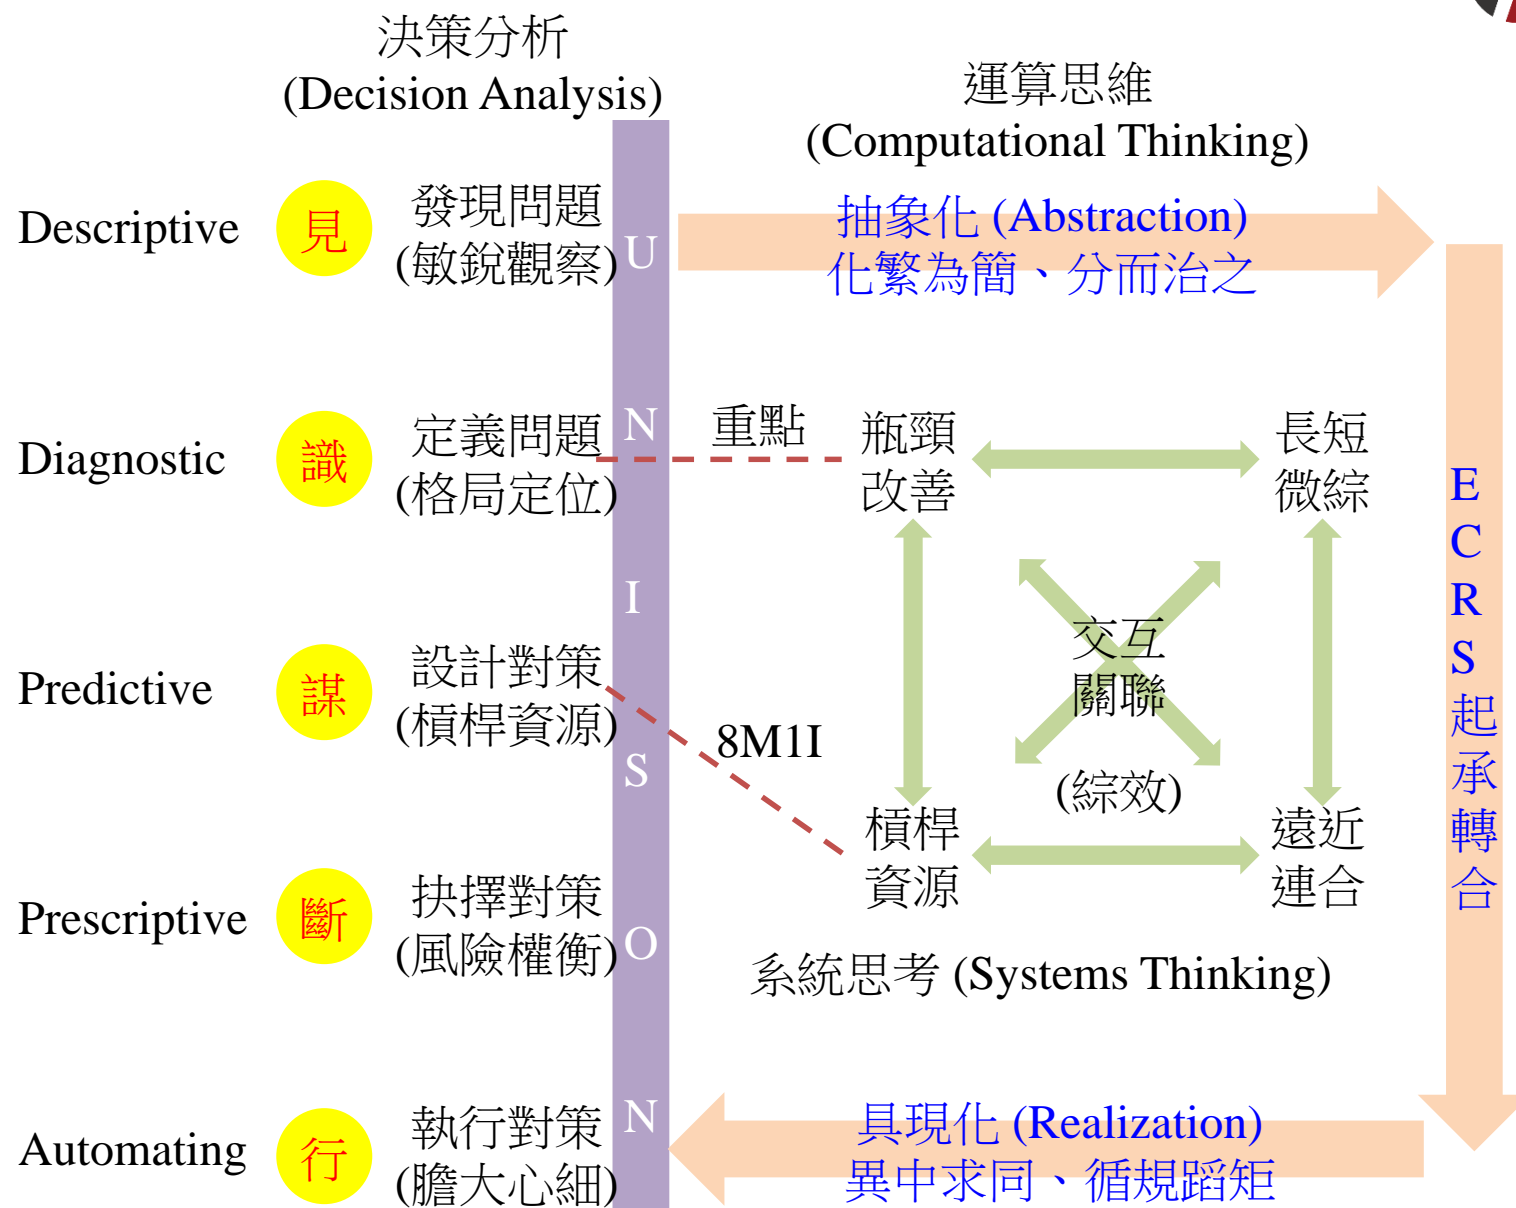 決策分析
(Decision Analysis)
運算思維
(Computational Thinking)
Descriptive
見
發現問題
(敏銳觀察)
抽象化 (Abstraction)
化繁為簡、分而治之
Diagnostic
識
定義問題
(格局定位)
重點
瓶頸
改善
長短
微綜
Predictive
謀
設計對策
(槓桿資源)
8M1I
交互
關聯
(綜效)
槓桿
資源
遠近
連合
Prescriptive
斷
抉擇對策
(風險權衡)
系統思考 (Systems Thinking)
Automating
行
執行對策
(膽大心細)
具現化 (Realization)
異中求同、循規蹈矩
UNISON
ECRS起承轉合